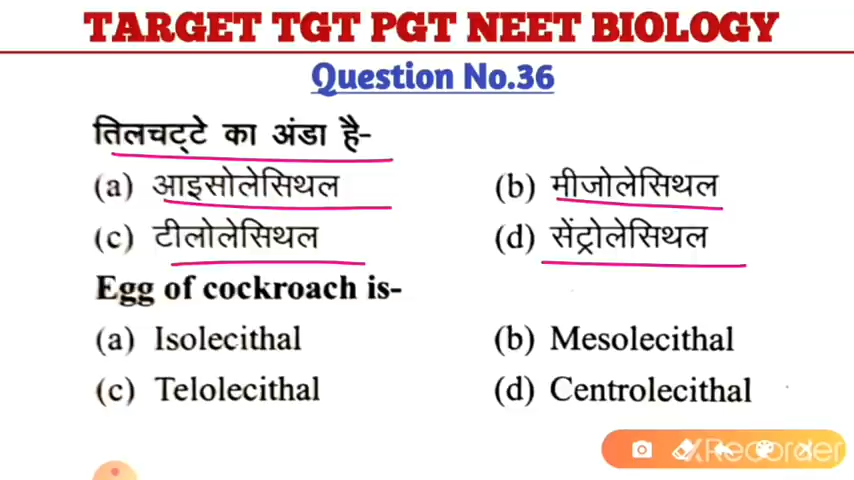 TARGET TGT PGT NEET BIOLOGY
Question No.36
तिलचट्टे का अंडा है-
(a) आइसोलेसिथल (b) मीजोलेसिथल
(c) टीलोलेसिथल (d) सेंट्रोलेसिथल
Egg of cockroach is-
(a) Isolecithal (b) Mesolecithal
(c) Telolecithal (d) Centrolecithal
XRecorder